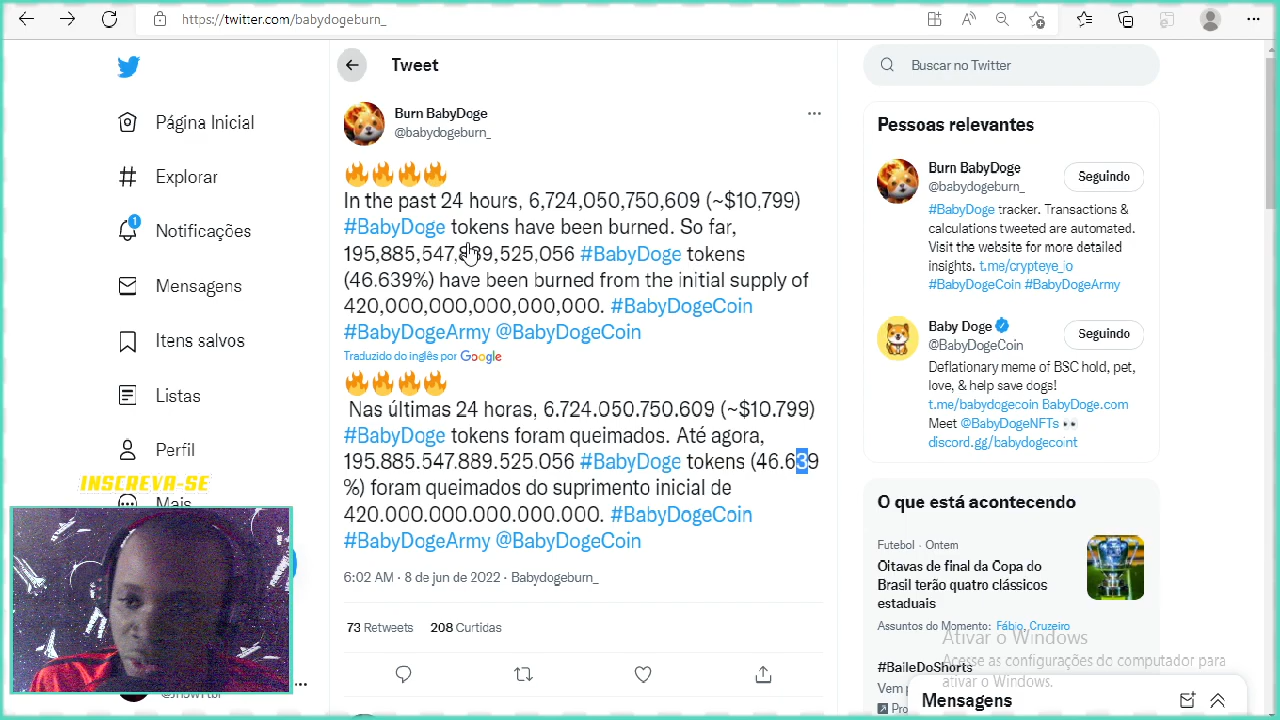 https://twitter.com/babydogeburn_
Tweet
Buscar no Twitter
Página Inicial
Explorar
1
Notificações
Mensagens
Itens salvos
Listas
Perfil
Mais
INSCREVA-SE
Burn BabyDoge
@babydogeburn_
🔥🔥🔥🔥
In the past 24 hours, 6,724,050,750,609 (~$10,799)
#BabyDoge tokens have been burned. So far,
195,885,547,889,525,056 #BabyDoge tokens
(46.639%) have been burned from the initial supply of
420,000,000,000,000,000. #BabyDogeCoin
#BabyDogeArmy @BabyDogeCoin
Traduzido do inglês por Google
🔥🔥🔥🔥
Nas últimas 24 horas, 6.724.050.750.609 (~$10.799)
#BabyDoge tokens foram queimados. Até agora,
195.885.547.889.525.056 #BabyDoge tokens (46.639
%) foram queimados do suprimento inicial de
420.000.000.000.000.000. #BabyDogeCoin
#BabyDogeArmy @BabyDogeCoin
6:02 AM · 8 de jun de 2022 · Babydogeburn_
73 Retweets 208 Curtidas
Pessoas relevantes
Burn BabyDoge
@babydogeburn_
Seguindo
#BabyDoge tracker. Transactions &
calculations tweeted are automated.
Visit the website for more detailed
insights. t.me/crypteye_io
#BabyDogeCoin #BabyDogeArmy
Baby Doge
@BabyDogeCoin
Seguindo
Deflationary meme of BSC hold, pet,
love, & help save dogs!
t.me/babydogecoin BabyDoge.com
Meet @BabyDogeNFTs 👀
discord.gg/babydogecoint
O que está acontecendo
Futebol · Ontem
Oitavas de final da Copa do
Brasil terão quatro clássicos
estaduais
Assuntos do Momento: Fábio, Cruzeiro
#BaileDoShorts
Vem
Pro
Ativar o Windows
Acesse as configurações do computador para
ativar o Windows.
Mensagens